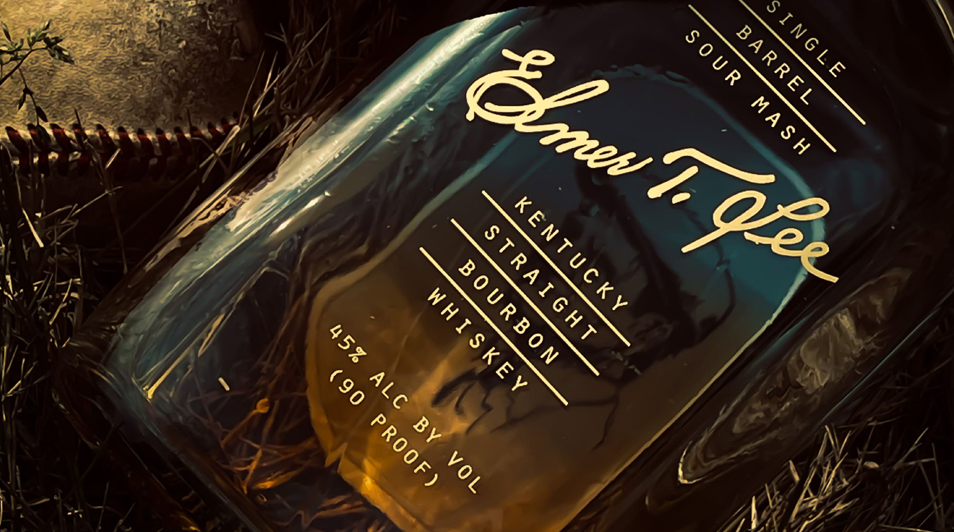 SINGLE
BARREL
SOUR MASH
Elmer T. Lee
KENTUCKY
STRAIGHT
BOURBON
WHISKEY
45% ALC BY VOL
(90 PROOF)